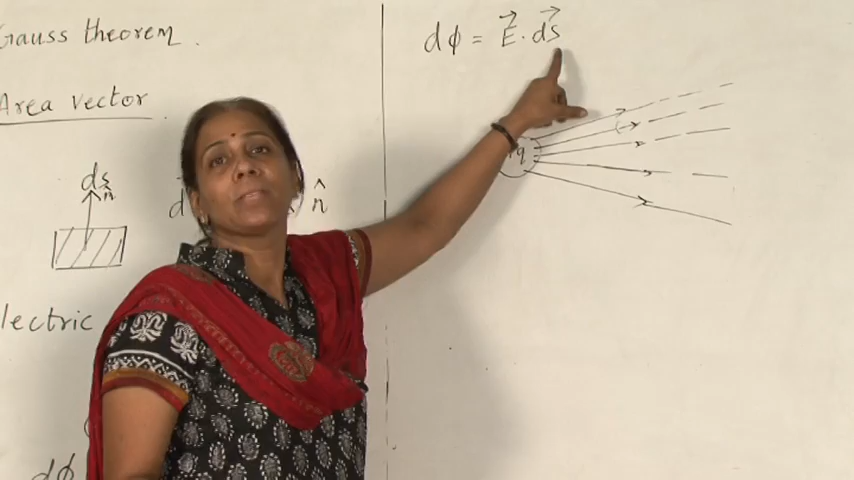 Gauss theorem.
Area vector.
ds⃗
n̂
d
n̂
lectric
dϕ
dϕ = E⃗ · ds⃗
q